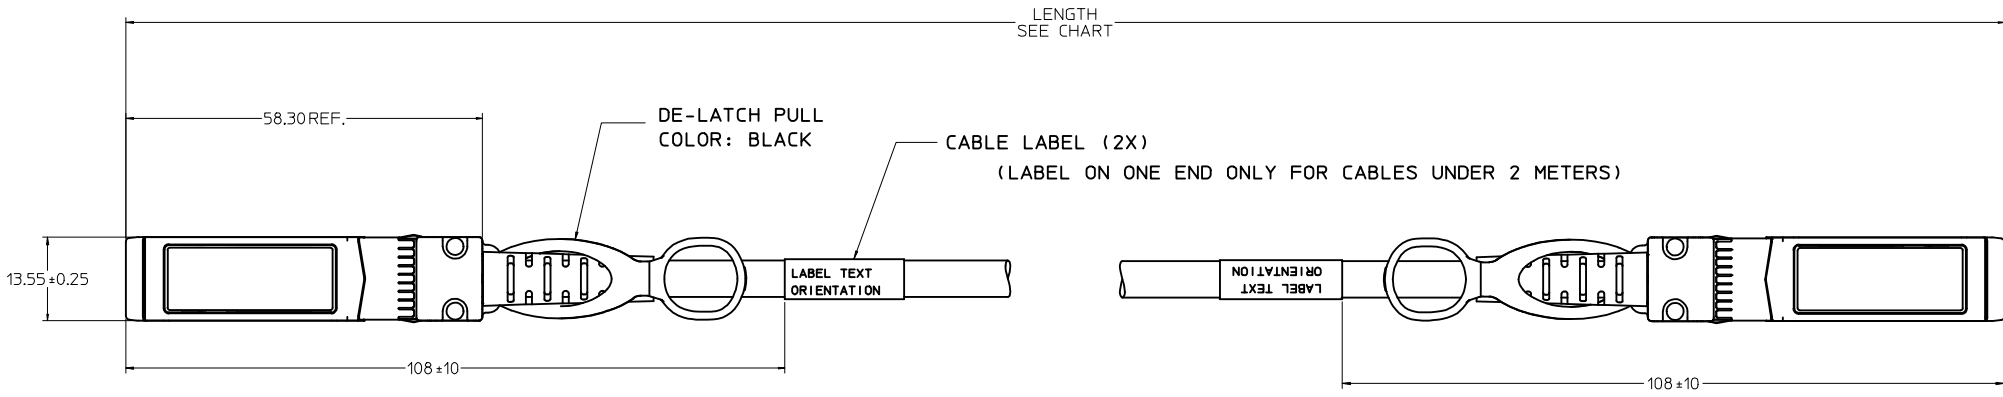 LENGTH
SEE CHART
58.30 REF.
DE-LATCH PULL
COLOR: BLACK
CABLE LABEL (2X)
(LABEL ON ONE END ONLY FOR CABLES UNDER 2 METERS)
13.55±0.25
LABEL TEXT
ORIENTATION
LABEL TEXT
ORIENTATION
108±10
108±10